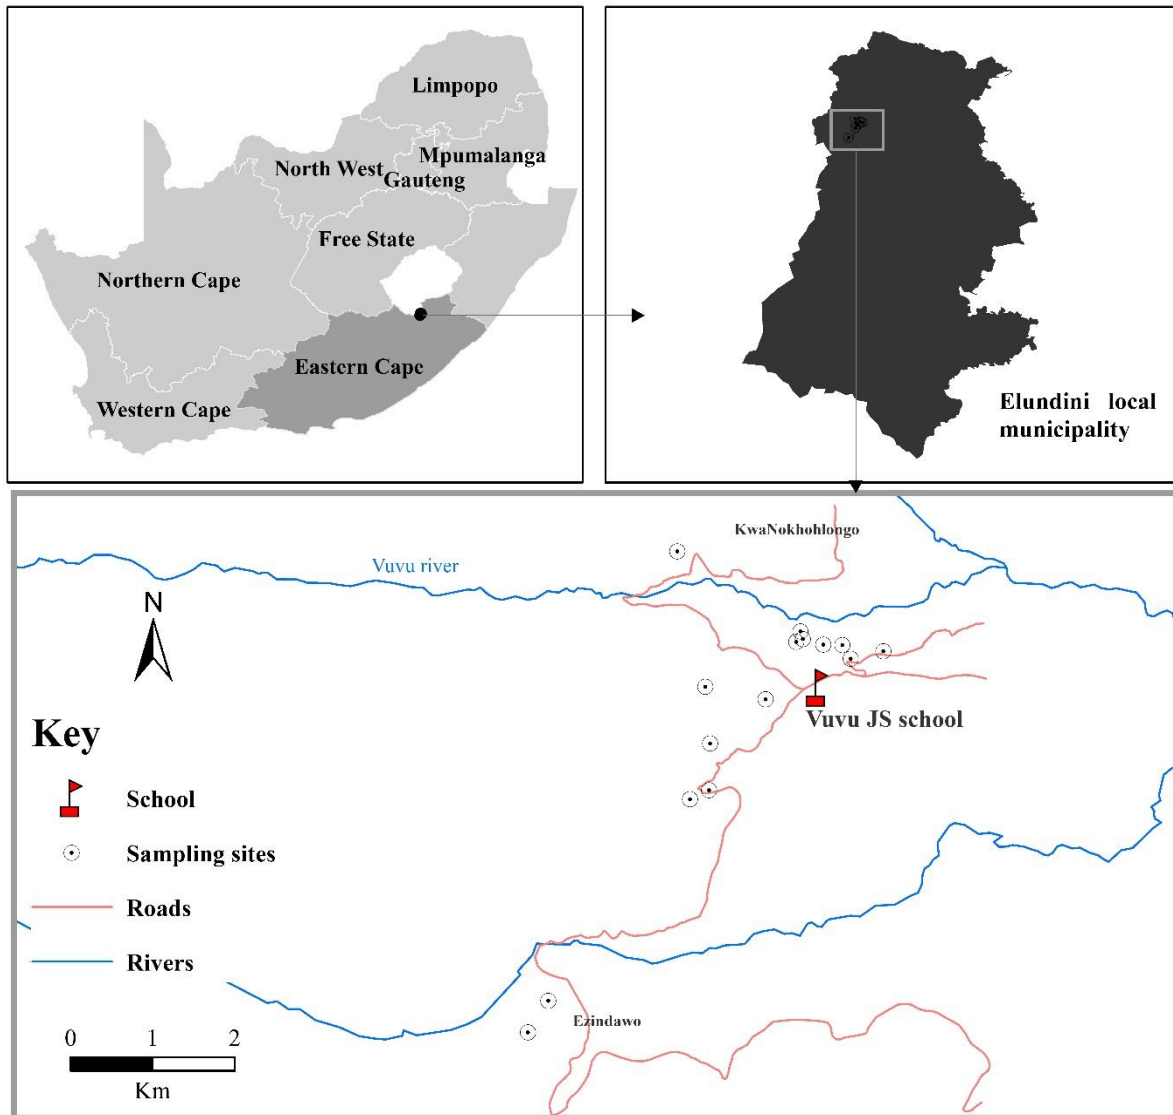 Limpopo
Mpumalanga
North West
Gauteng
Free State
Northern Cape
Eastern Cape
Western Cape
Elundini local
municipality
KwaNokhohlongo
Vuvu river
N
Vuvu JS school
Key
School
Sampling sites
Roads
Rivers
Ezindawo
0 1 2
Km